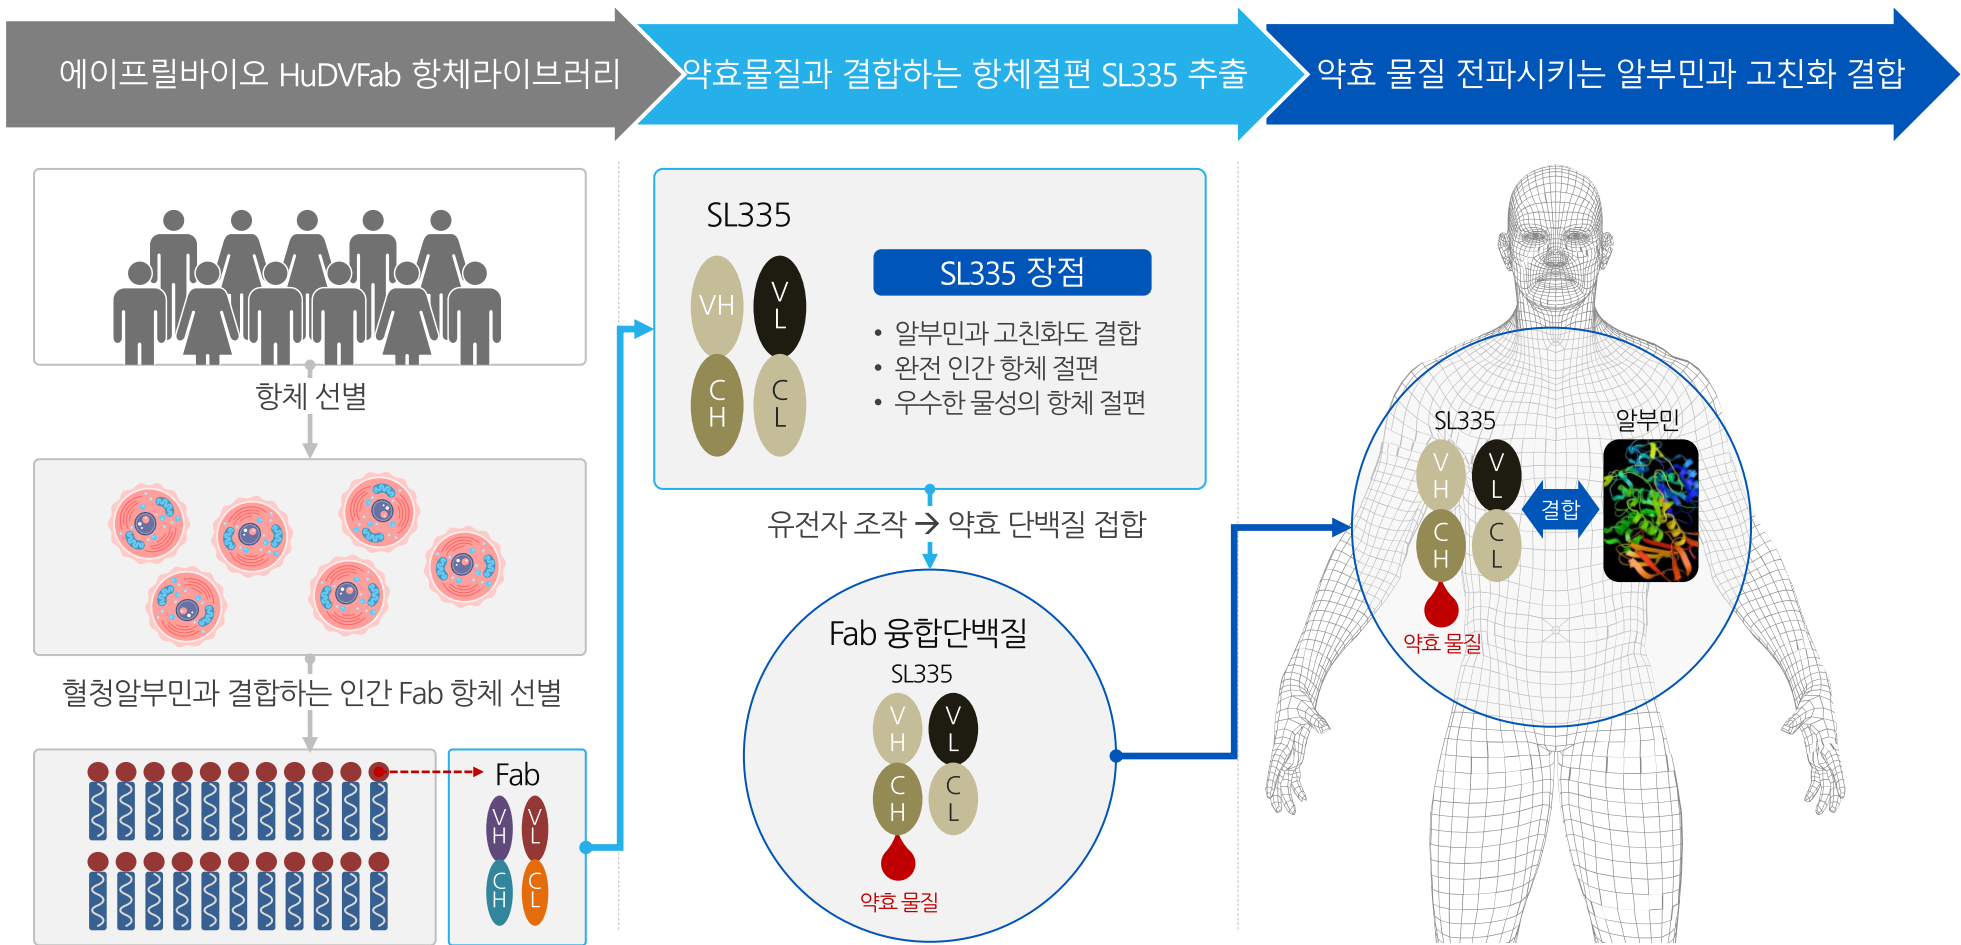 에이프릴바이오 HuDVFab 항체라이브러리
약효물질과 결합하는 항체절편 SL335 추출
약효 물질 전파시키는 알부민과 고친화 결합
항체 선별
혈청알부민과 결합하는 인간 Fab 항체 선별
Fab
V
H
V
L
C
H
C
L
SL335
VH
V
L
C
H
C
L
SL335 장점
• 알부민과 고친화도 결합
• 완전 인간 항체 절편
• 우수한 물성의 항체 절편
유전자 조작 → 약효 단백질 접합
Fab 융합단백질
SL335
V
H
V
L
C
H
C
L
약효 물질
SL335
V
H
V
L
C
H
C
L
결합
알부민
약효 물질